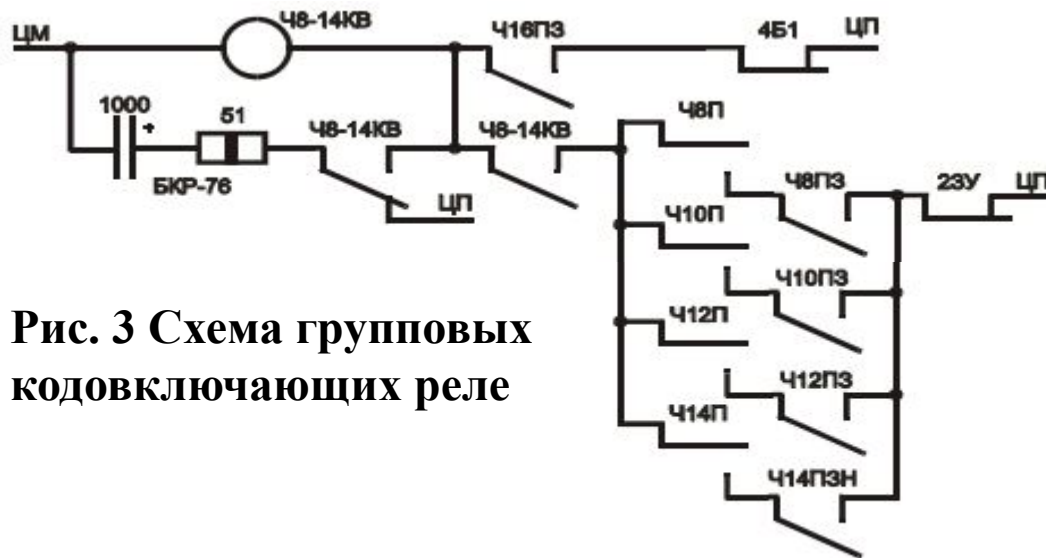 ЦМ
Ч8-14КВ
Ч16ПЗ
4Б1
ЦП
1000
+
51
Ч8-14КВ
Ч8-14КВ
Ч8П
БКР-76
ЦП
Ч8ПЗ
2ЗУ
ЦП
Ч10П
Ч10ПЗ
Рис. 3 Схема групповых
кодовключающих реле
Ч12П
Ч12ПЗ
Ч14П
Ч14ПЗН